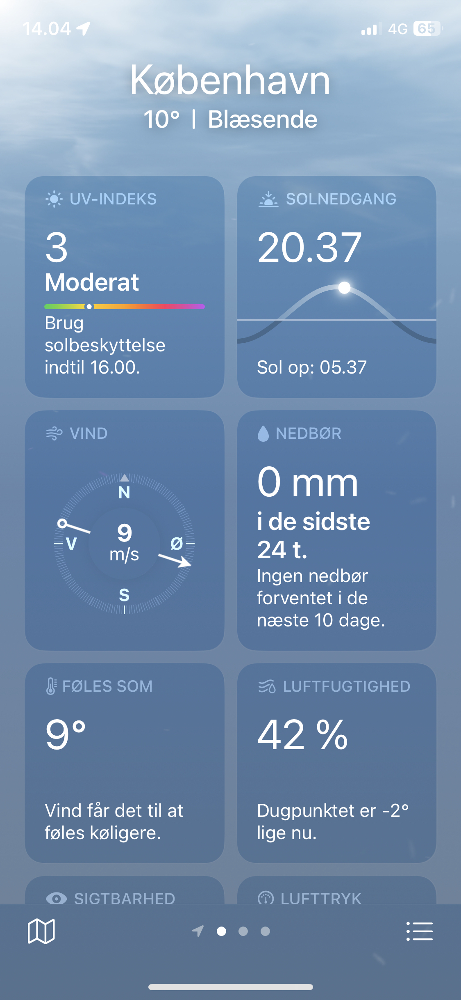 14.04
4G
65
København
10° | Blæsende
UV-INDEKS
3
Moderat
Brug
solbeskyttelse
indtil 16.00.
SOLNEDGANG
20.37
Sol op: 05.37
VIND
N
V
Ø
S
9
m/s
NEDBØR
0 mm
i de sidste
24 t.
Ingen nedbør
forventet i de
næste 10 dage.
FØLES SOM
9°
Vind får det til at
føles køligere.
LUFTFUGTIGHED
42 %
Dugpunktet er -2°
lige nu.
SIGTBARHED
LUFTTRYK